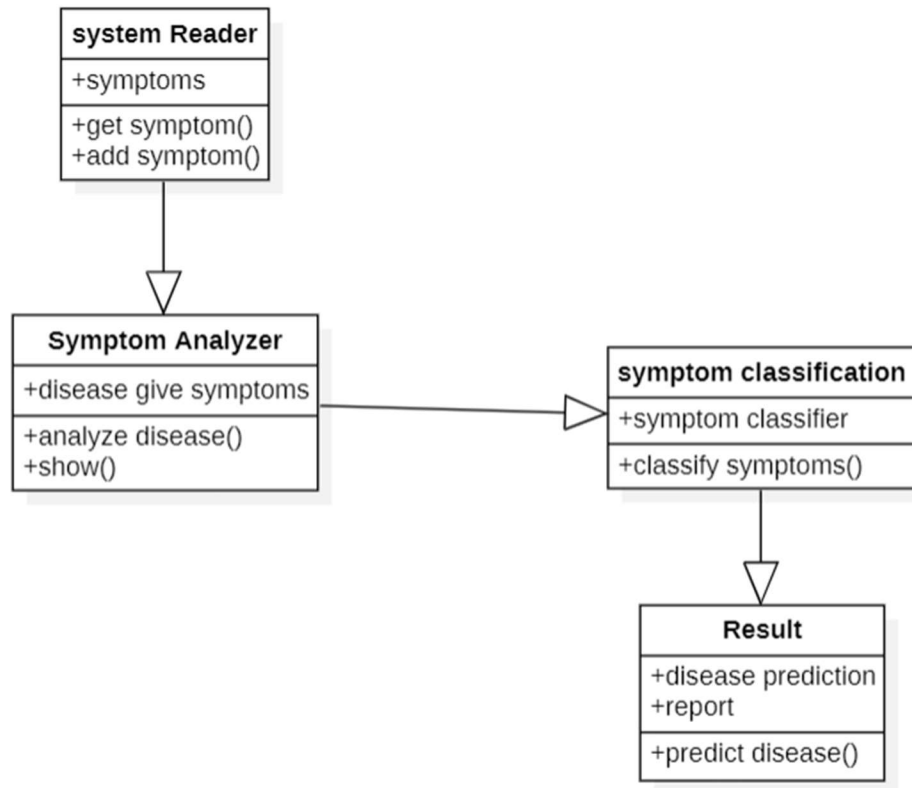 system Reader
+symptoms
+get symptom()
+add symptom()
Symptom Analyzer
+disease give symptoms
+analyze disease()
+show()
symptom classification
+symptom classifier
+classify symptoms()
Result
+disease prediction
+report
+predict disease()